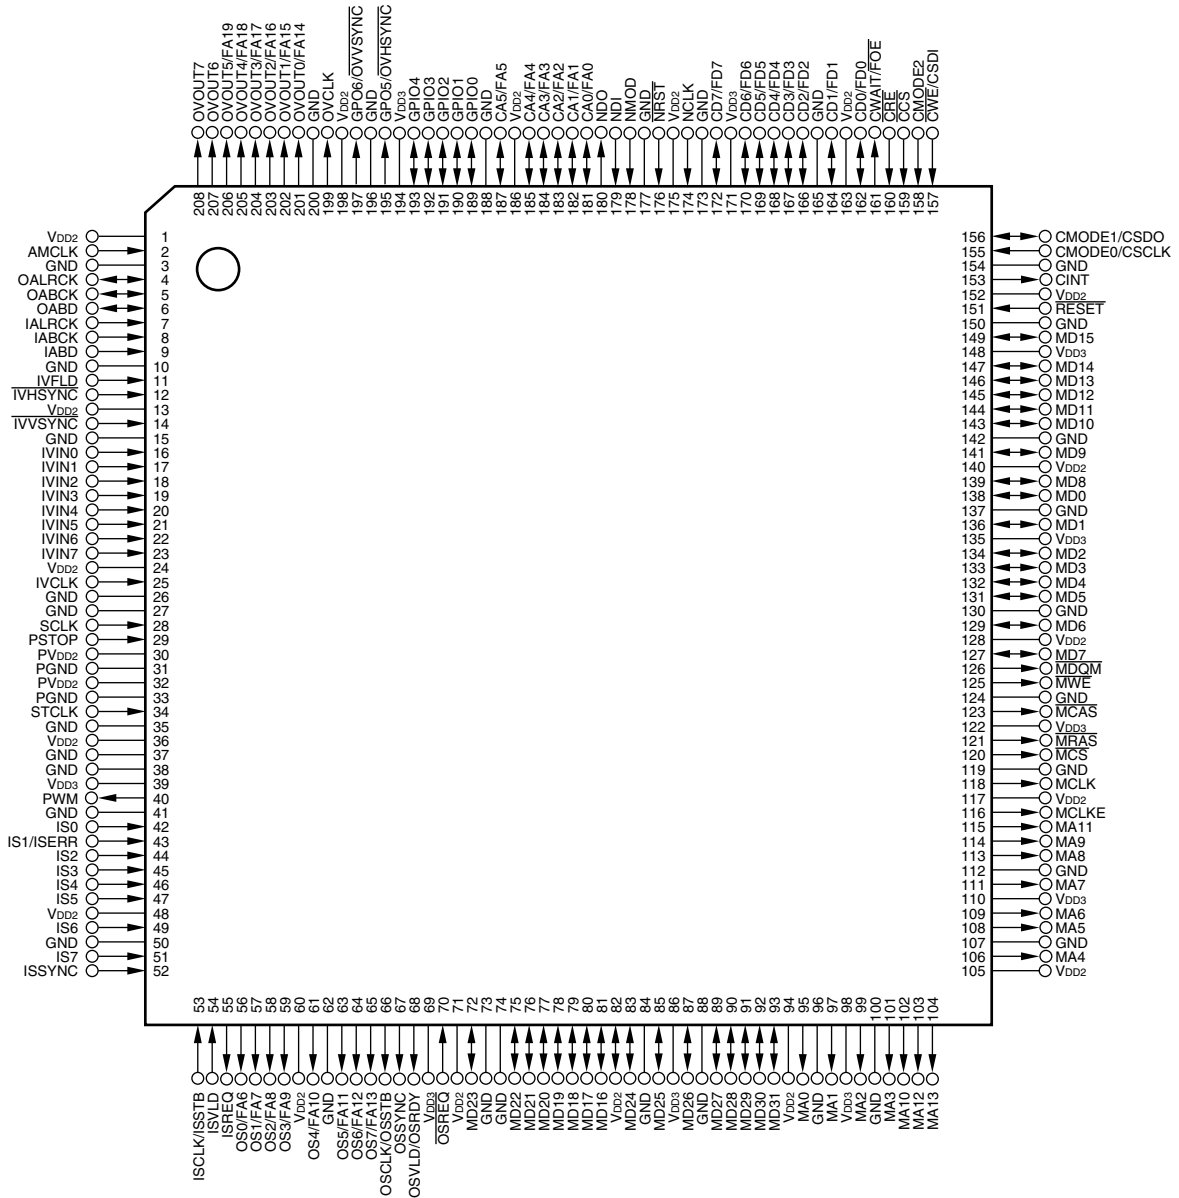 OVOUT7 208
OVOUT6 207
OVOUT5/FA19 206
OVOUT4/FA18 205
OVOUT3/FA17 204
OVOUT2/FA16 203
OVOUT1/FA15 202
OVOUT0/FA14 201
GND 200
OVCLK 199
VDD2 198
GPO6/OVVSYNC 197
GND 196
GPO5/OVHSYNC 195
VDD3 194
GPIO4 193
GPIO3 192
GPIO2 191
GPIO1 190
GPIO0 189
GND 188
CA5/FA5 187
VDD2 186
CA4/FA4 185
CA3/FA3 184
CA2/FA2 183
CA1/FA1 182
CA0/FA0 181
NDO 180
NDI 179
NMOD 178
GND 177
NRST 176
VDD2 175
NCLK 174
GND 173
CD7/FD7 172
VDD3 171
CD6/FD6 170
CD5/FD5 169
CD4/FD4 168
CD3/FD3 167
CD2/FD2 166
GND 165
CD1/FD1 164
VDD2 163
CD0/FD0 162
CWAIT/FOE 161
CRE 160
CCS 159
CMODE2 158
CWE/CSDI 157
VDD2 1
AMCLK 2
GND 3
OALRCK 4
OABCK 5
OABD 6
IALRCK 7
IABCK 8
IABD 9
GND 10
IVFLD 11
IVHSYNC 12
VDD2 13
IVVSYNC 14
GND 15
IVIN0 16
IVIN1 17
IVIN2 18
IVIN3 19
IVIN4 20
IVIN5 21
IVIN6 22
IVIN7 23
VDD2 24
IVCLK 25
GND 26
GND 27
SCLK 28
PSTOP 29
PVDD2 30
PGND 31
PVDD2 32
PGND 33
STCLK 34
GND 35
VDD2 36
GND 37
GND 38
VDD3 39
PWM 40
GND 41
IS0 42
IS1/ISERR 43
IS2 44
IS3 45
IS4 46
IS5 47
VDD2 48
IS6 49
GND 50
IS7 51
ISSYNC 52
156 CMODE1/CSDO
155 CMODE0/CSCLK
154 GND
153 CINT
152 VDD2
151 RESET
150 GND
149 MD15
148 VDD3
147 MD14
146 MD13
145 MD12
144 MD11
143 MD10
142 GND
141 MD9
140 VDD2
139 MD8
138 MD0
137 GND
136 MD1
135 VDD3
134 MD2
133 MD3
132 MD4
131 MD5
130 GND
129 MD6
128 VDD2
127 MD7
126 MDQM
125 MWE
124 GND
123 MCAS
122 VDD3
121 MRAS
120 MCS
119 GND
118 MCLK
117 VDD2
116 MCLKE
115 MA11
114 MA9
113 MA8
112 GND
111 MA7
110 VDD3
109 MA6
108 MA5
107 GND
106 MA4
105 VDD2
53 ISCLK/ISSTB
54 ISVLD
55 ISREQ
56 OS0/FA6
57 OS1/FA7
58 OS2/FA8
59 OS3/FA9
60 VDD2
61 OS4/FA10
62 GND
63 OS5/FA11
64 OS6/FA12
65 OS7/FA13
66 OSCLK/OSSTB
67 OSSYNC
68 OSVLD/OSRDY
69 VDD3
70 OSREQ
71 VDD2
72 MD23
73 GND
74 GND
75 MD22
76 MD21
77 MD20
78 MD19
79 MD18
80 MD17
81 MD16
82 VDD2
83 MD24
84 GND
85 MD25
86 VDD3
87 MD26
88 GND
89 MD27
90 MD28
91 MD29
92 MD30
93 MD31
94 VDD2
95 MA0
96 GND
97 MA1
98 VDD3
99 MA2
100 GND
101 MA3
102 MA10
103 MA12
104 MA13